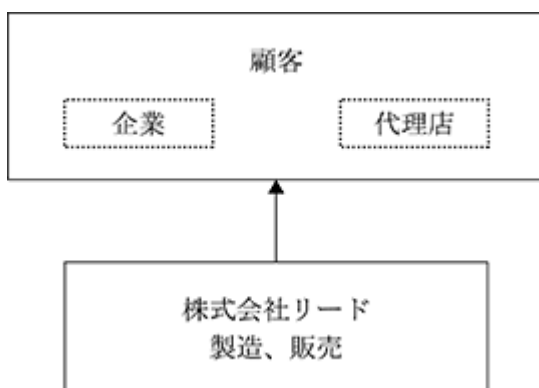 顧客
企業
代理店
株式会社リード
製造、販売